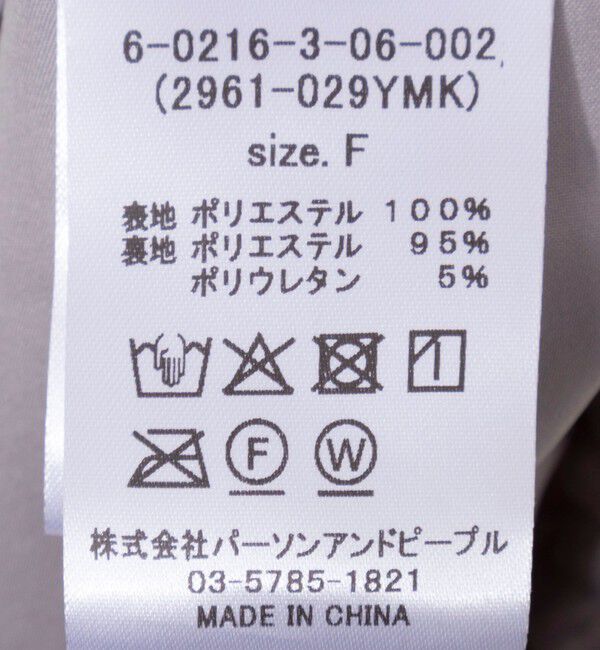 6-0216-3-06-002
(2961-029YMK)
size. F
表地 ポリエステル 100%
裏地 ポリエステル 95%
ポリウレタン 5%
F W
株式会社パーソンアンドピープル
03-5785-1821
MADE IN CHINA